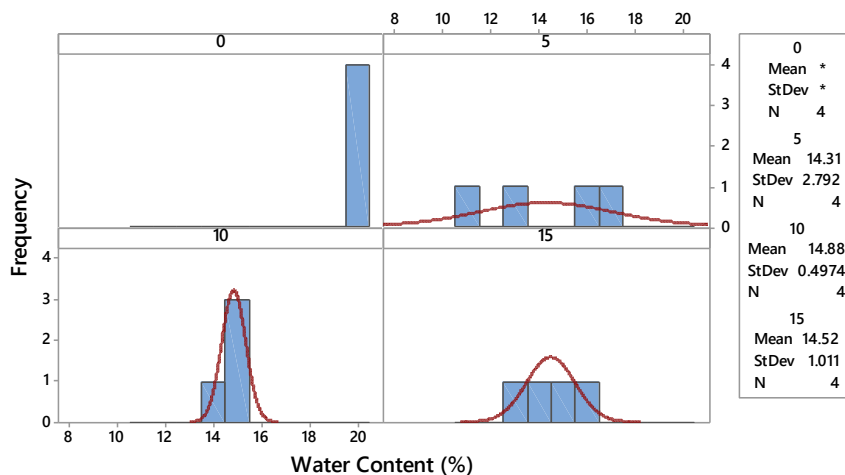 8 10 12 14 16 18 20
0 5
4
3
2
1
0
10 15
4
3
2
1
0
8 10 12 14 16 18 20
Frequency
Water Content (%)
0
Mean *
StDev *
N 4
5
Mean 14.31
StDev 2.792
N 4
10
Mean 14.88
StDev 0.4974
N 4
15
Mean 14.52
StDev 1.011
N 4